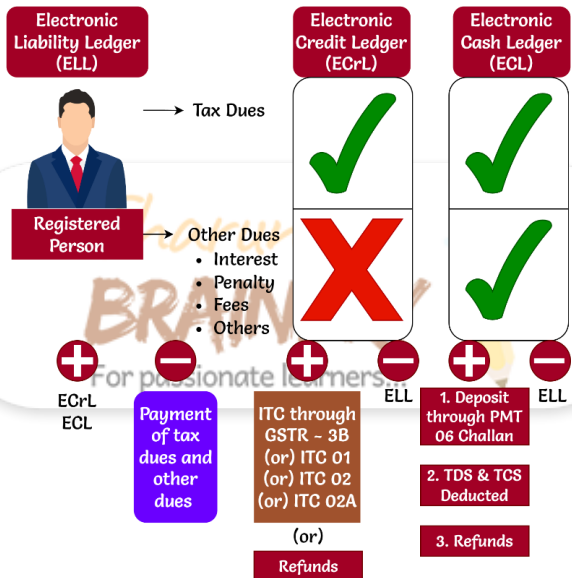 Electronic
Liability Ledger
(ELL)
Electronic
Credit Ledger
(ECrL)
Electronic
Cash Ledger
(ECL)
Tax Dues
Registered
Person
Other Dues
• Interest
• Penalty
• Fees
• Others
For passionate learners...
ECrL
ECL
Payment
of tax
dues and
other
dues
ITC through
GSTR - 3B
(or) ITC 01
(or) ITC 02
(or) ITC 02A
(or)
Refunds
ELL
1. Deposit
through PMT
06 Challan
2. TDS & TCS
Deducted
3. Refunds
ELL